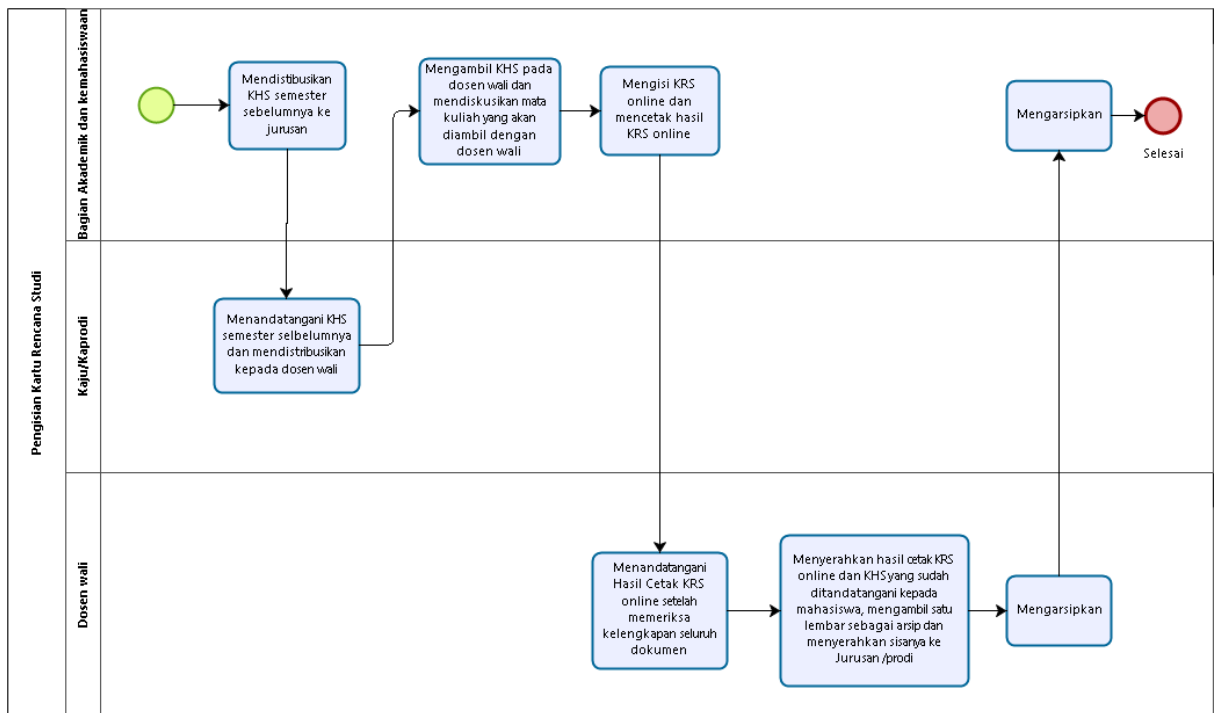 Pengisian Kartu Rencana Studi
Bagian Akademik dan kemahasiswaan
Mendistibusikan
KHS semester
sebelumnya ke
jurusan
Mengambil KHS pada
dosen wali dan
mendiskusikan mata
kuliah yang akan
diambil dengan
dosen wali
Mengisi KRS
online dan
mencetak hasil
KRS online
Mengarsipkan
Selesai
Kaju/Kaprodi
Menandatangani KHS
semester selbelumnya
dan mendistribusikan
kepada dosen wali
Dosen wali
Menandatangani
Hasil Cetak KRS
online setelah
memeriksa
kelengkapan seluruh
dokumen
Menyerahkan hasil cetak KRS
online dan KHS yang sudah
ditandatangani kepada
mahasiswa, mengambil satu
lembar sebagai arsip dan
menyerahkan sisanya ke
Jurusan /prodi
Mengarsipkan